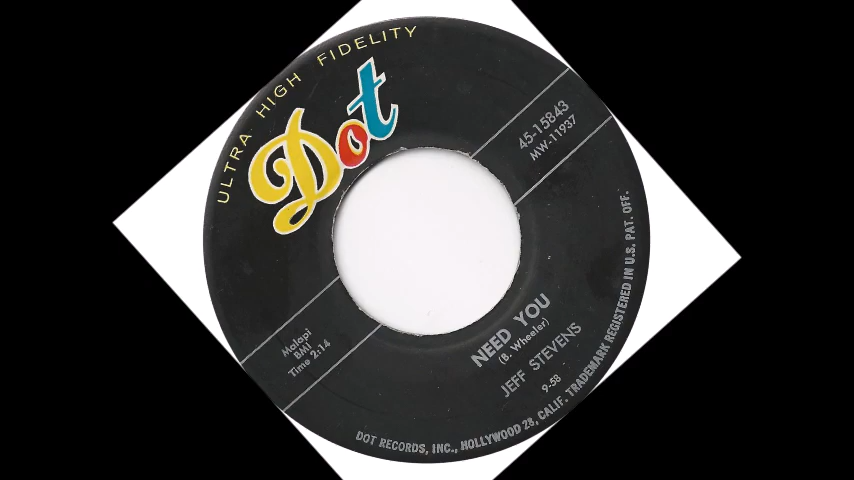 ULTRA HIGH FIDELITY
Dot
45-15843
MW-11937
Malapi
BMI
Time 2:14
NEED YOU
(B. Wheeler)
JEFF STEVENS
9-58
DOT RECORDS, INC., HOLLYWOOD 28, CALIF. TRADEMARK REGISTERED IN U.S. PAT. OFF.